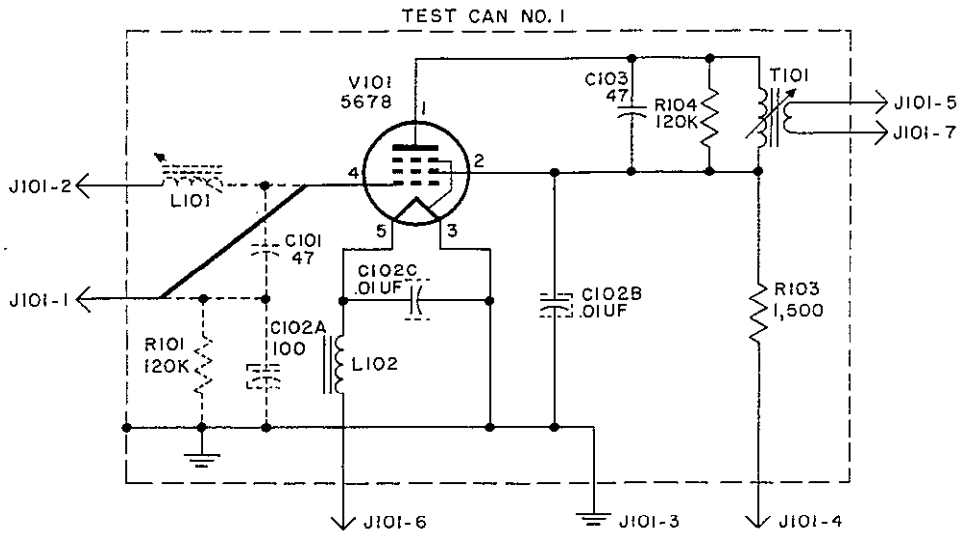 TEST CAN NO. 1
V101
5678
1
2
4
5
3
C103
47
R104
120K
T101
J101-5
J101-7
J101-2
L101
C101
47
J101-1
R101
120K
C102A
100
C102C
.01UF
L102
C102B
.01UF
R103
1,500
J101-6
J101-3
J101-4